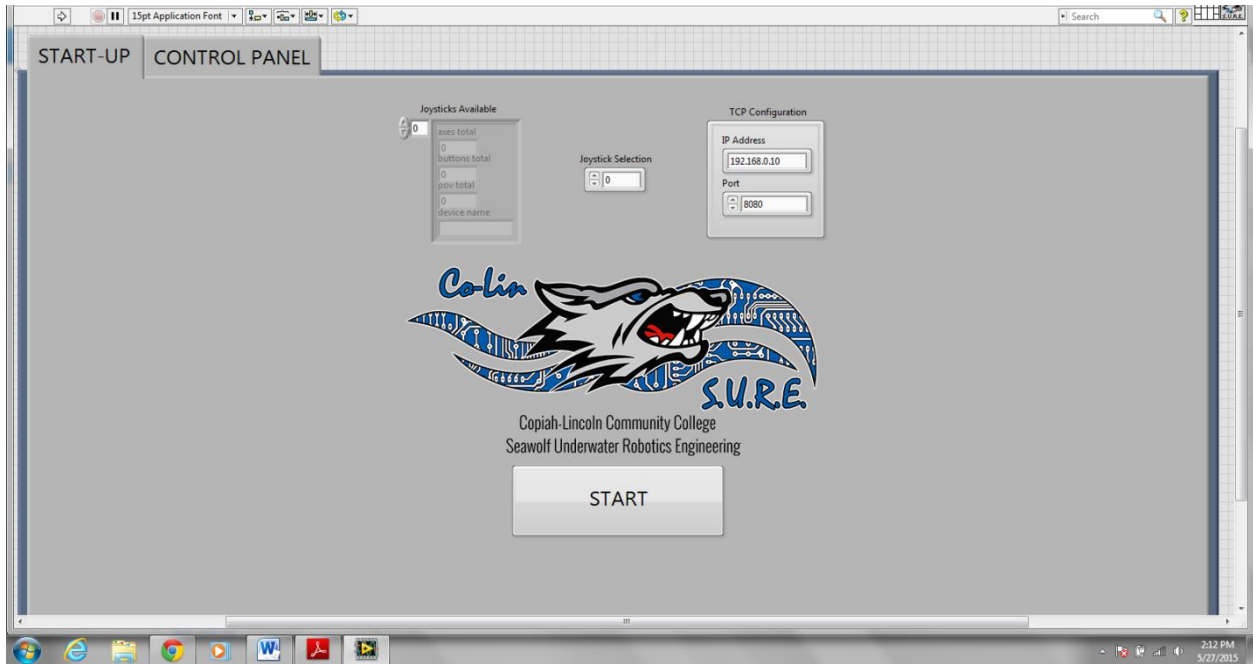 15pt Application Font
Search
S.U.R.E.
START-UP
CONTROL PANEL
Joysticks Available
0
axes total
0
buttons total
0
pov total
0
device name
Joystick Selection
0
TCP Configuration
IP Address
192.168.0.10
Port
8080
Co-Lin
S.U.R.E.
Copiah-Lincoln Community College
Seawolf Underwater Robotics Engineering
START
2:12 PM
5/27/2015